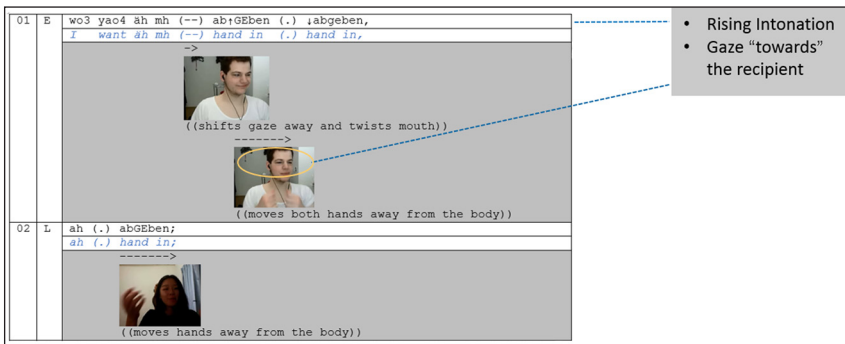 01 E wo3 yao4 äh mh (--) ab↑GEben (.) ↓abgeben,
I want äh mh (--) hand in (.) hand in,
->
((shifts gaze away and twists mouth))
------->
((moves both hands away from the body))
02 L ah (.) abGEben;
ah (.) hand in;
------->
((moves hands away from the body))
• Rising Intonation
• Gaze “towards”
the recipient